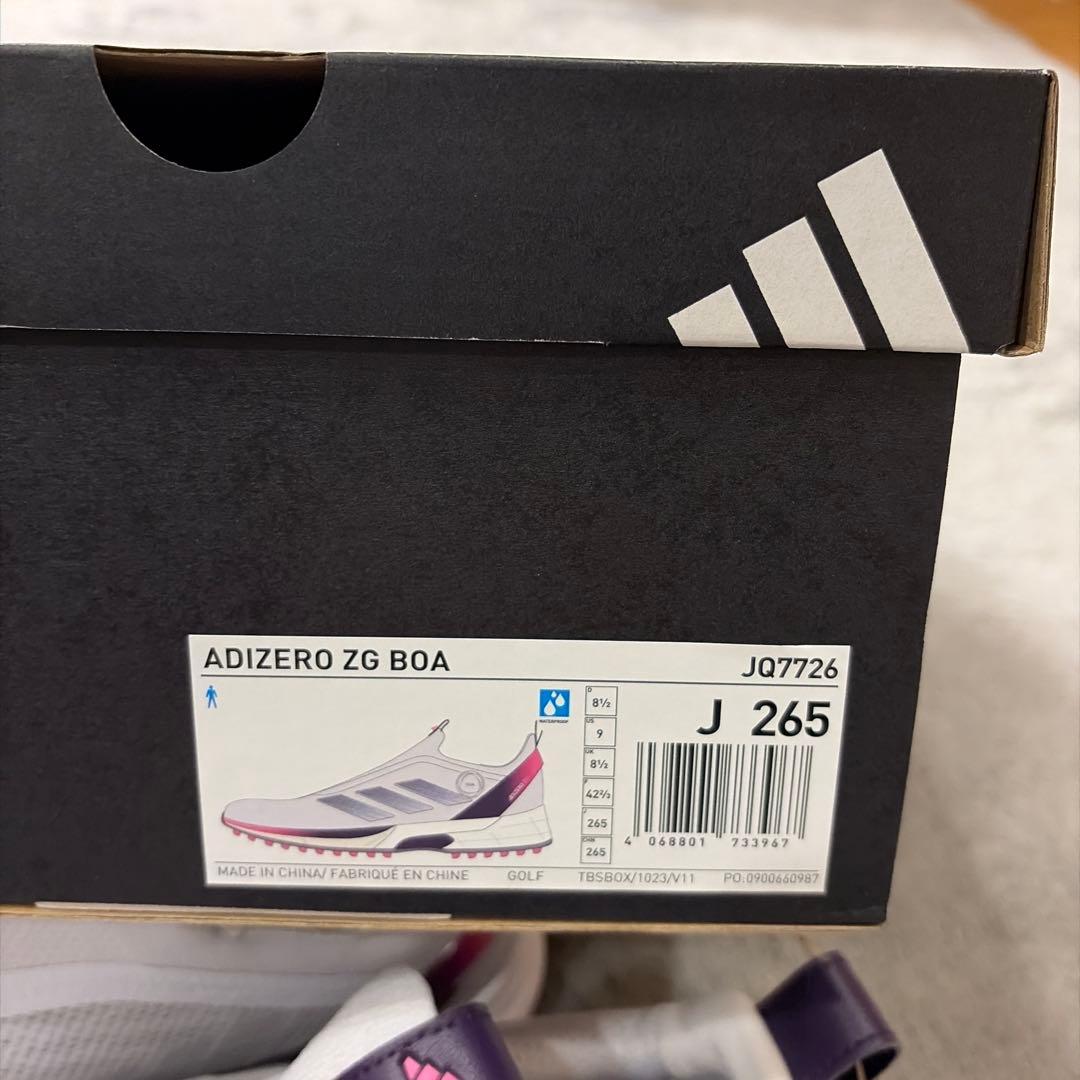 ADIZERO ZG BOA
JQ7726
WATERPROOF
D 8½
US 9
UK 8½
F 42⅔
J 265
CHN 265
J 265
4 068801 733967
MADE IN CHINA/ FABRIQUÉ EN CHINE GOLF TBSBOX/1023/V11 PO:0900660987